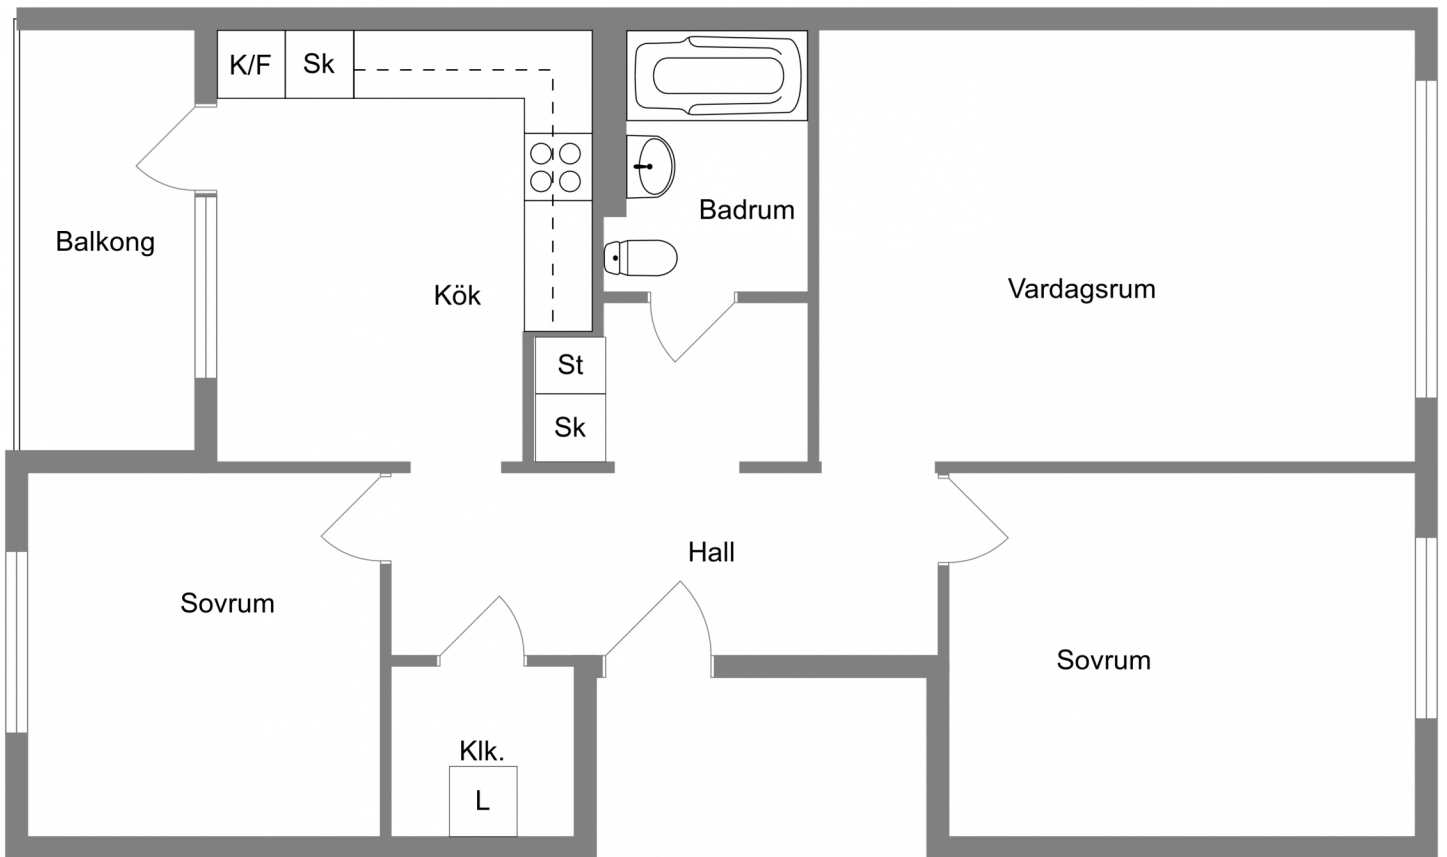 K/F
Sk
Balkong
Kök
Badrum
Vardagsrum
St
Sk
Hall
Sovrum
Sovrum
Klk.
L